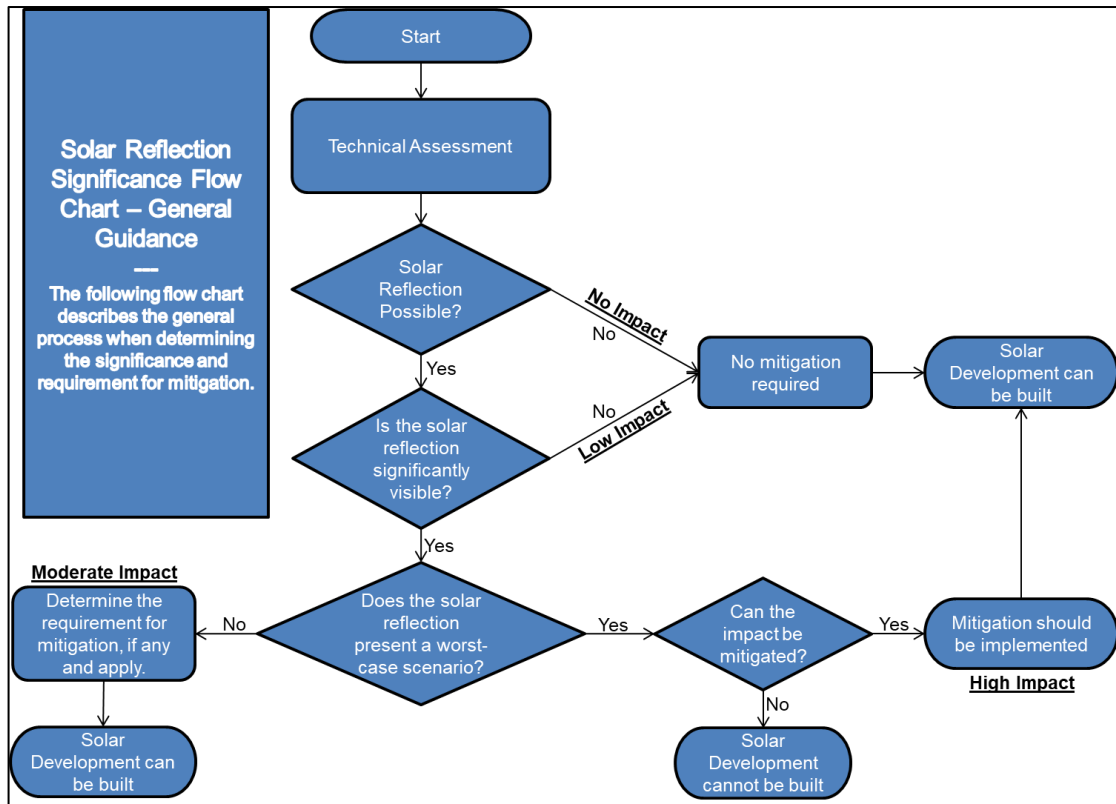 Solar Reflection
Significance Flow
Chart – General
Guidance
---
The following flow chart
describes the general
process when determining
the significance and
requirement for mitigation.
Start
Technical Assessment
Solar
Reflection
Possible?
No Impact
No
Yes
No mitigation
required
Solar
Development can
be built
Is the solar
reflection
significantly
visible?
No
Low Impact
Yes
Moderate Impact
Determine the
requirement for
mitigation, if
any and apply.
No
Does the solar
reflection
present a worst-
case scenario?
Yes
Can the
impact be
mitigated?
Yes
Mitigation should
be implemented
High Impact
No
Solar
Development can
be built
Solar
Development
cannot be built